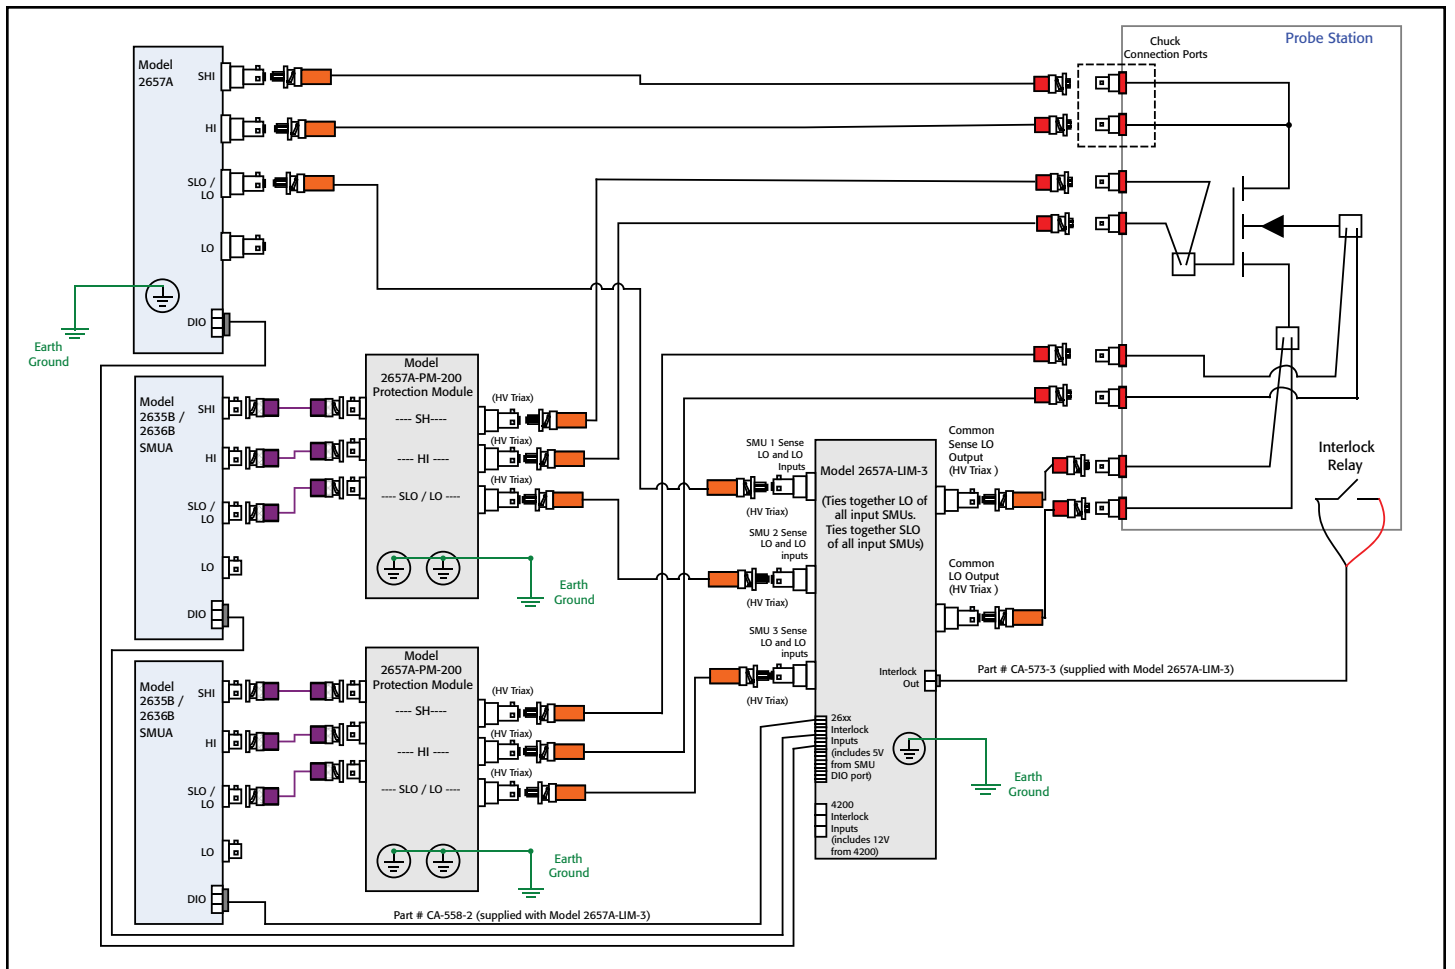 Probe Station
Chuck
Connection Ports
Model
2657A
SHI
HI
SLO /
LO
LO
DIO
Earth
Ground
Model
2635B /
2636B
SMUA
SHI
HI
SLO /
LO
LO
DIO
Model
2657A-PM-200
Protection Module
---- SH----
---- HI ----
---- SLO / LO ----
(HV Triax)
(HV Triax)
(HV Triax)
Earth
Ground
Model
2635B /
2636B
SMUA
SHI
HI
SLO /
LO
LO
DIO
Model
2657A-PM-200
Protection Module
---- SH----
---- HI ----
---- SLO / LO ----
(HV Triax)
(HV Triax)
(HV Triax)
Earth
Ground
Part # CA-558-2 (supplied with Model 2657A-LIM-3)
SMU 1 Sense
LO and LO
Inputs
(HV Triax)
SMU 2 Sense
LO and LO
inputs
(HV Triax)
SMU 3 Sense
LO and LO
inputs
(HV Triax)
Model 2657A-LIM-3
(Ties together LO of
all input SMUs.
Ties together SLO
of all input SMUs)
Common
Sense LO
Output
(HV Triax )
Common
LO Output
(HV Triax )
Interlock
Out
Part # CA-573-3 (supplied with Model 2657A-LIM-3)
26xx
Interlock
Inputs
(includes 5V
from SMU
DIO port)
4200
Interlock
Inputs
(includes 12V
from 4200)
Earth
Ground
Interlock
Relay